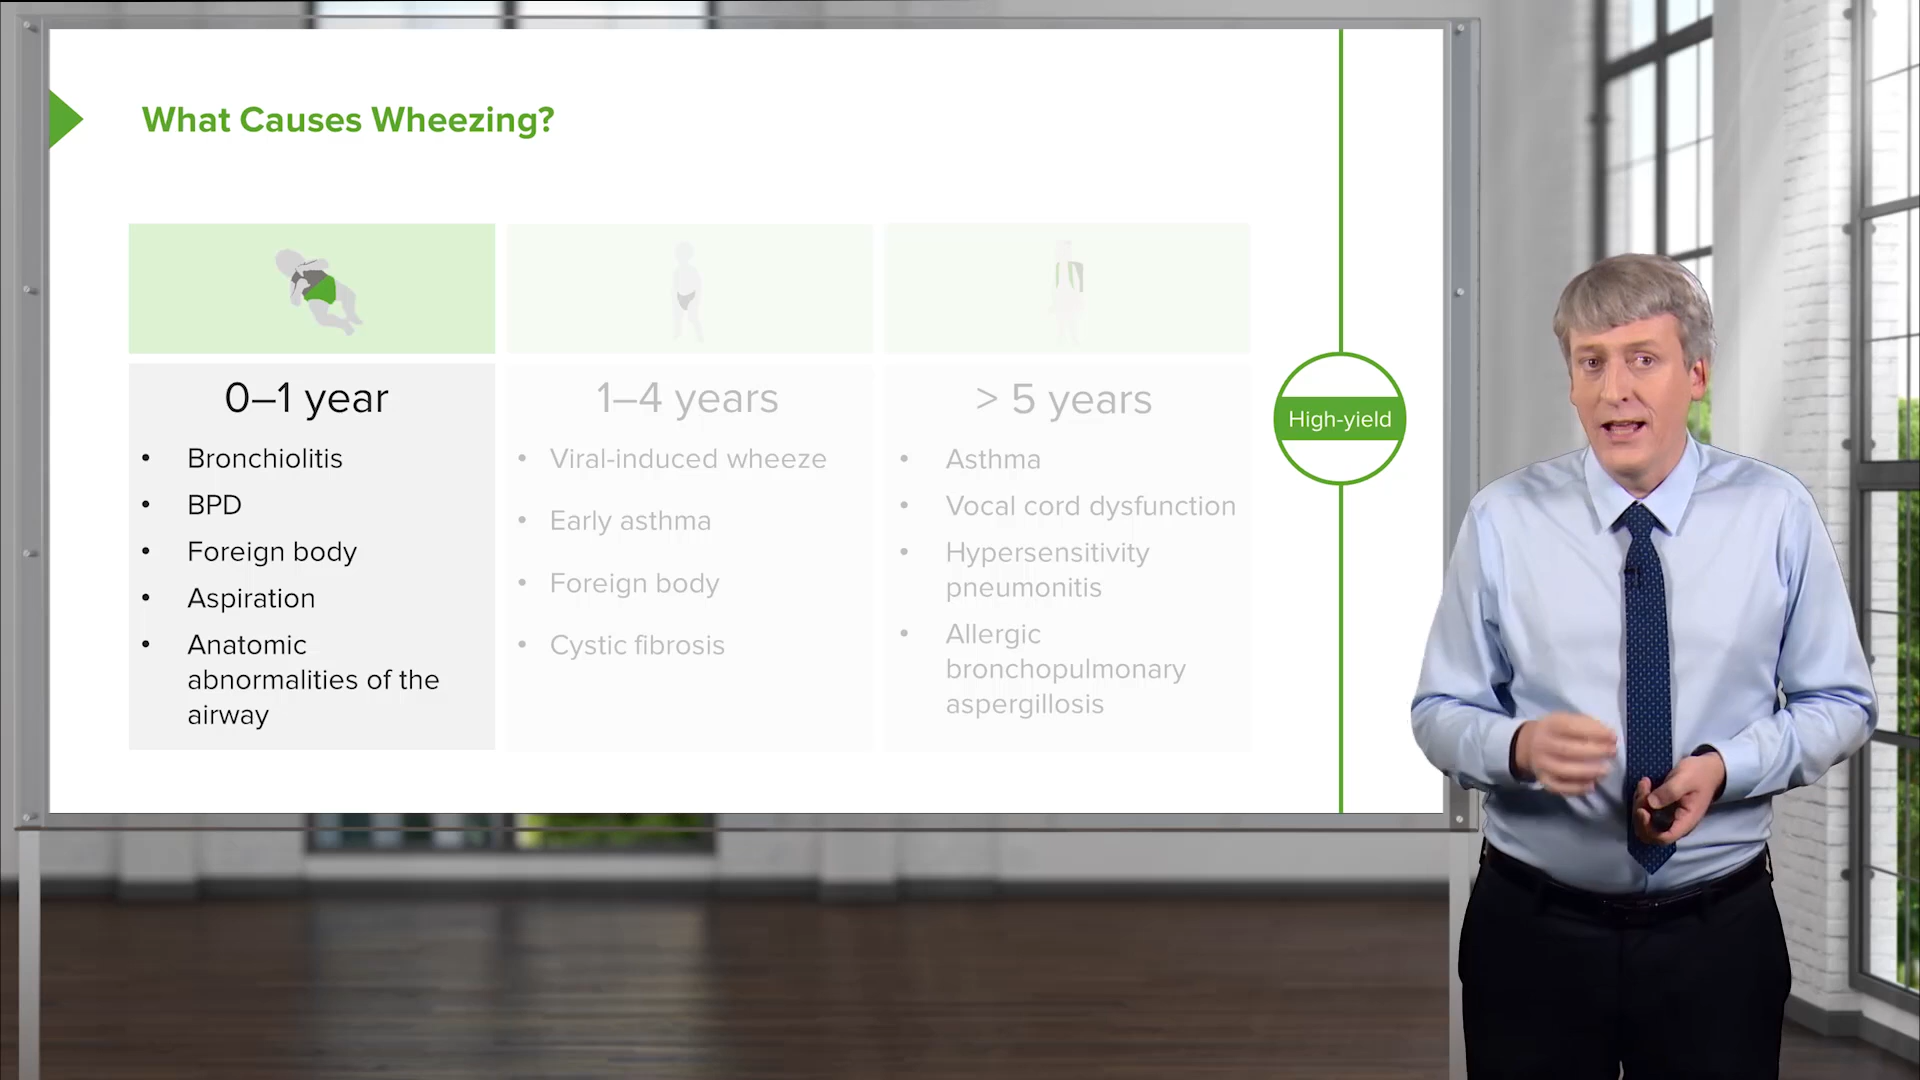 What Causes Wheezing?
0–1 year
• Bronchiolitis
• BPD
• Foreign body
• Aspiration
• Anatomic
abnormalities of the
airway
1–4 years
• Viral-induced wheeze
• Early asthma
• Foreign body
• Cystic fibrosis
> 5 years
• Asthma
• Vocal cord dysfunction
• Hypersensitivity
pneumonitis
• Allergic
bronchopulmonary
aspergillosis
High-yield